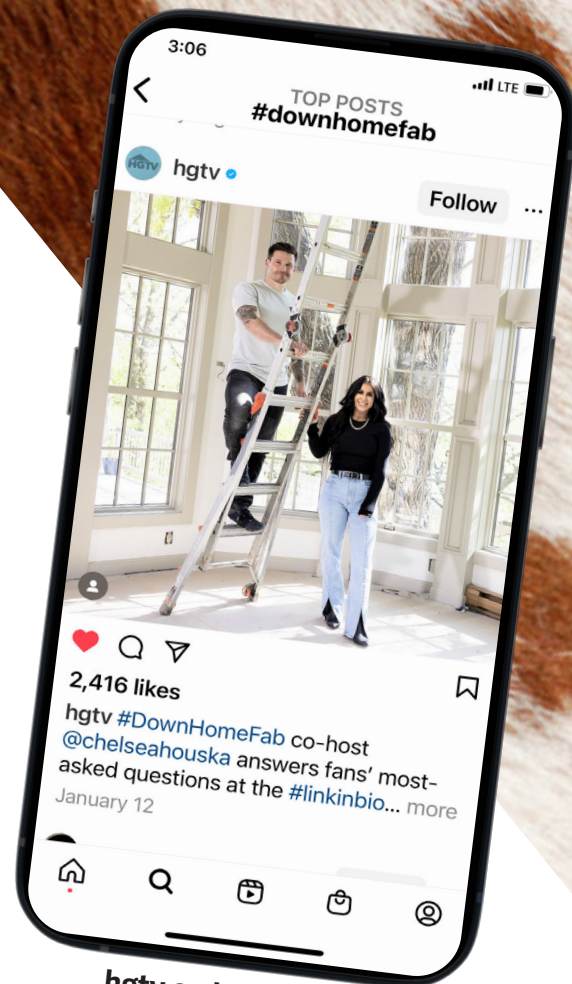 3:06
LTE
TOP POSTS
#downhomefab
HGTV
hgtv
Follow
2,416 likes
hgtv #DownHomeFab co-host
@chelseahouska answers fans’ most-
asked questions at the #linkinbio... more
January 12